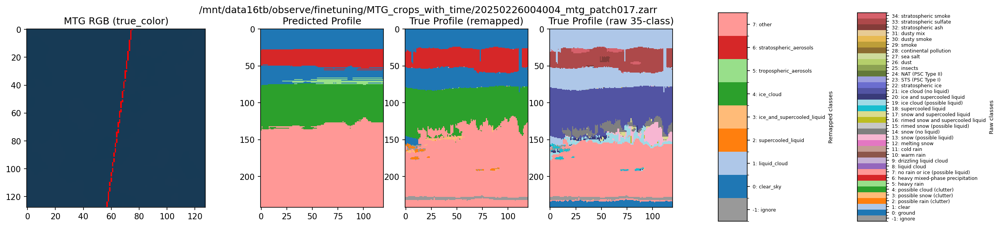 /mnt/data16tb/observe/finetuning/MTG_crops_with_time/20250226004004_mtg_patch017.zarr
MTG RGB (true_color)
0
20
40
60
80
100
120
0 20 40 60 80 100 120
Predicted Profile
0
50
100
150
200
0 25 50 75 100
True Profile (remapped)
0
50
100
150
200
0 25 50 75 100
True Profile (raw 35-class)
0
50
100
150
200
0 25 50 75 100
7: other
6: stratospheric_aerosols
5: tropospheric_aerosols
4: ice_cloud
3: ice_and_supercooled_liquid
2: supercooled_liquid
1: liquid_cloud
0: clear_sky
-1: ignore
Remapped classes
34: stratospheric smoke
33: stratospheric sulfate
32: stratospheric ash
31: dusty mix
30: dusty smoke
29: smoke
28: continental pollution
27: sea salt
26: dust
25: insects
24: NAT (PSC Type II)
23: STS (PSC Type I)
22: stratospheric ice
21: ice cloud (no liquid)
20: ice and supercooled liquid
19: ice cloud (possible liquid)
18: supercooled liquid
17: snow and supercooled liquid
16: rimed snow and supercooled liquid
15: rimed snow (possible liquid)
14: snow (no liquid)
13: snow (possible liquid)
12: melting snow
11: cold rain
10: warm rain
9: drizzling liquid cloud
8: liquid cloud
7: no rain or ice (possible liquid)
6: heavy mixed-phase precipitation
5: heavy rain
4: possible cloud (clutter)
3: possible snow (clutter)
2: possible rain (clutter)
1: clear
0: ground
-1: ignore
Raw classes